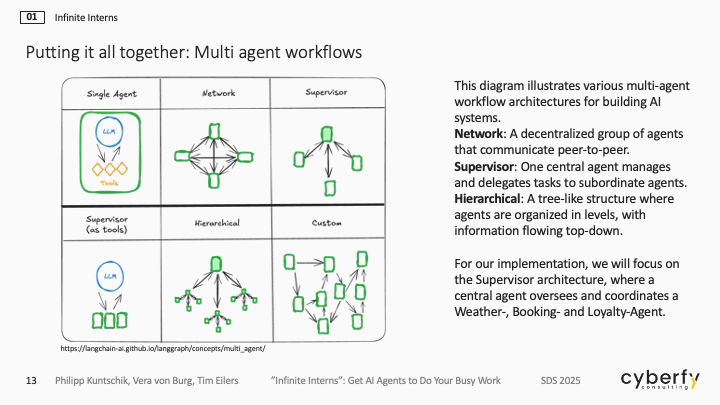 01 Infinite Interns
Putting it all together: Multi agent workflows
Single Agent
Network
Supervisor
LLM
Tools
Supervisor
(as tools)
Hierarchical
Custom
LLM
https://langchain-ai.github.io/langgraph/concepts/multi_agent/
This diagram illustrates various multi-agent
workflow architectures for building AI
systems.
Network: A decentralized group of agents
that communicate peer-to-peer.
Supervisor: One central agent manages
and delegates tasks to subordinate agents.
Hierarchical: A tree-like structure where
agents are organized in levels, with
information flowing top-down.
For our implementation, we will focus on
the Supervisor architecture, where a
central agent oversees and coordinates a
Weather-, Booking- and Loyalty-Agent.
13 Philipp Kuntschik, Vera von Burg, Tim Eilers "Infinite Interns": Get AI Agents to Do Your Busy Work SDS 2025
cyberfy
consulting